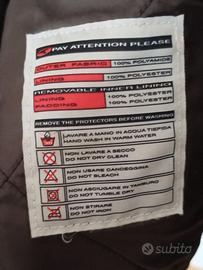 PAY ATTENTION PLEASE
OUTER FABRIC 100% POLYAMIDE
LINING 100% POLYESTER
REMOVABLE INNER LINING
LINING 100% POLYESTER
PADDING 100% POLYESTER
REMOVE THE PROTECTORS BEFORE WASHING
LAVARE A MANO IN ACQUA TIEPIDA
HAND WASH IN WARM WATER
NON LAVARE A SECCO
DO NOT DRY CLEAN
NON USARE CANDEGGINA
DO NOT BLEACH
NON ASCIUGARE IN TAMBURO
DO NOT TUMBLE DRY
NON STIRARE
DO NOT IRON
subito